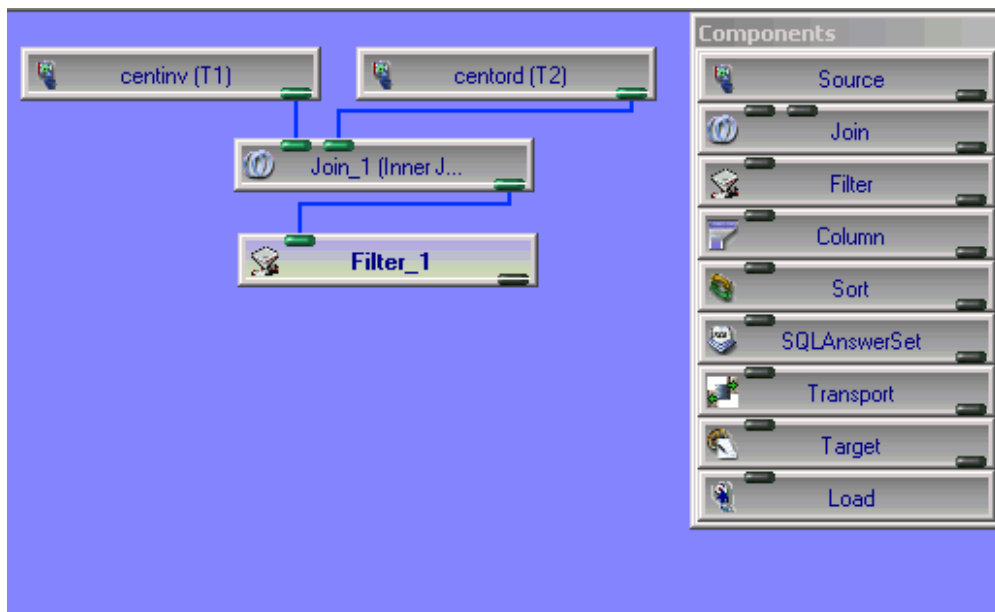 Components
centinv (T1)
centord (T2)
Source
Join_1 (Inner J...
Join
Filter
Filter_1
Column
Sort
SQLAnswerSet
Transport
Target
Load